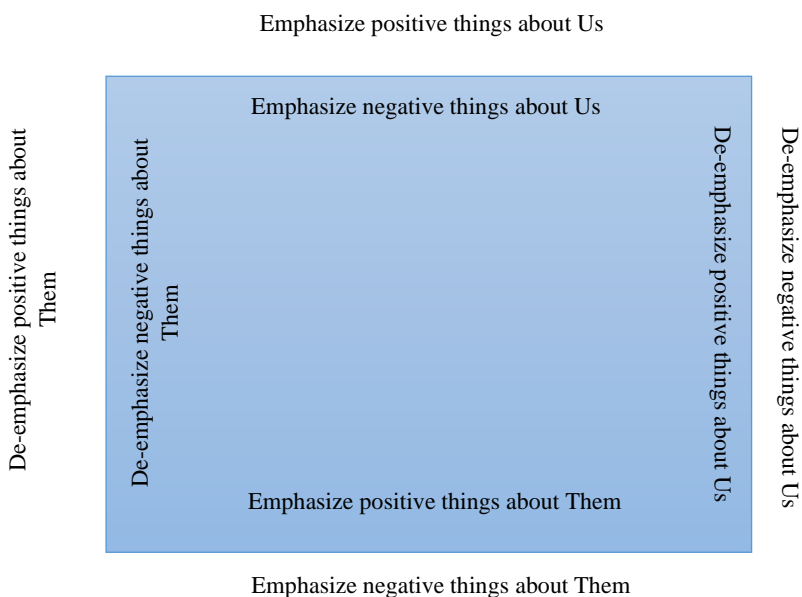 Emphasize positive things about Us
Emphasize negative things about Us
De-emphasize positive things about
Them
De-emphasize negative things about
Them
De-emphasize positive things about Us
De-emphasize negative things about Us
Emphasize positive things about Them
Emphasize negative things about Them